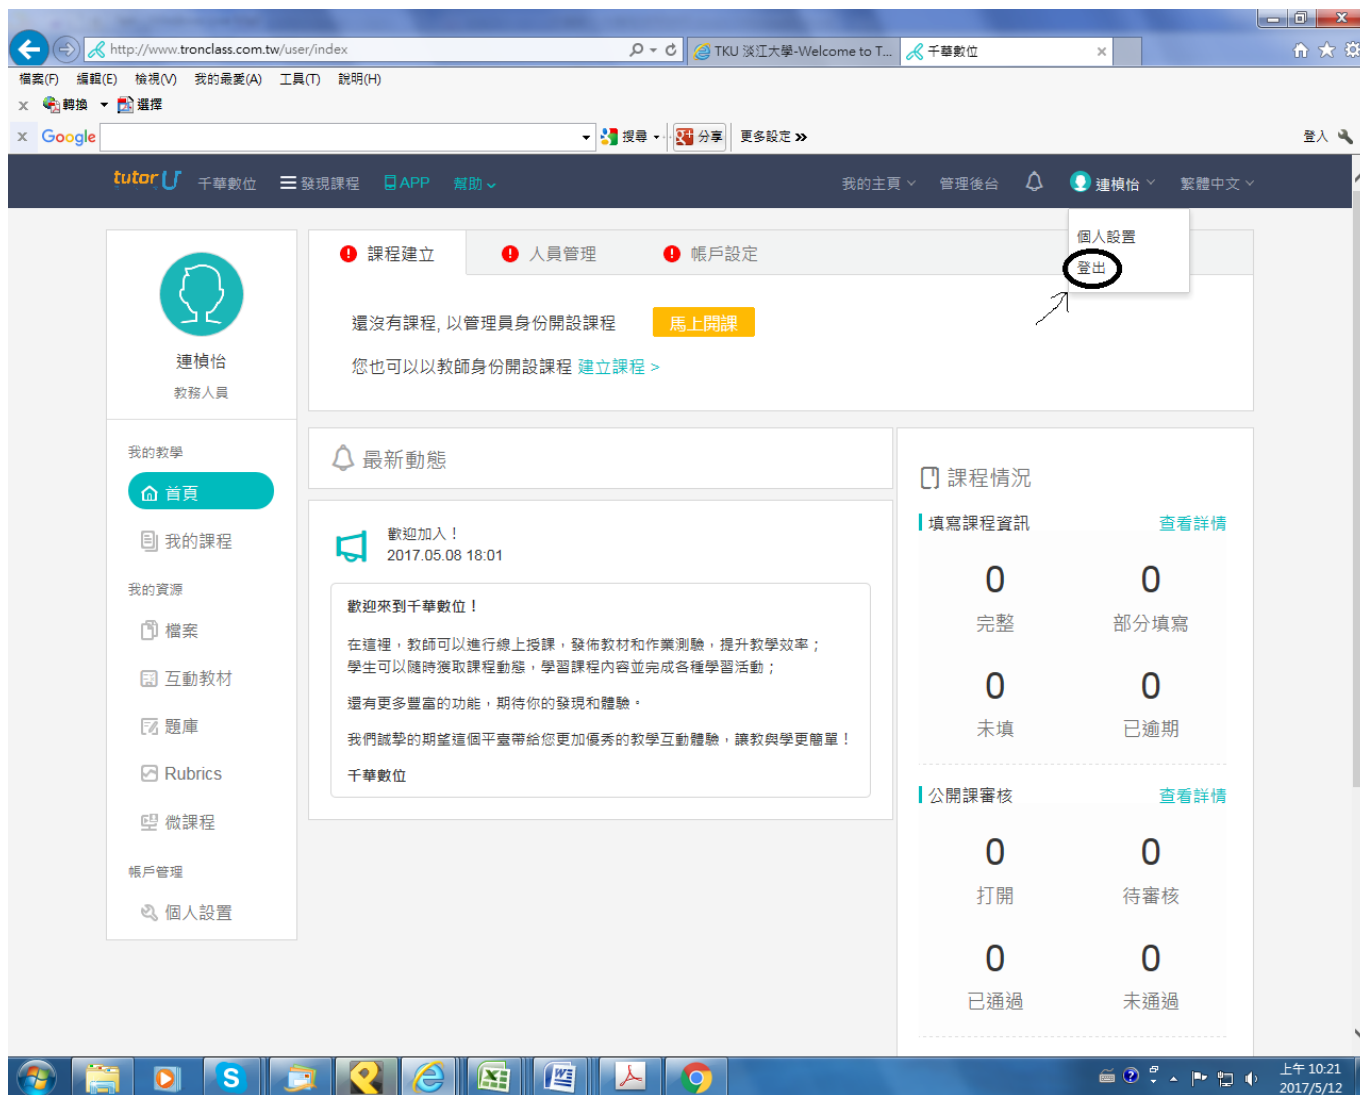 http://www.tronclass.com.tw/user/index
TKU 淡江大學-Welcome to T...
千華數位
檔案(F) 編輯(E) 檢視(V) 我的最愛(A) 工具(T) 說明(H)
x 轉換 選擇
x Google 搜尋 分享 更多設定 » 登入
tutor U 千華數位 發現課程 APP 幫助 我的主頁 管理後台 連楨怡 繁體中文
個人設置
登出
連楨怡
教務人員
我的教學
首頁
我的課程
我的資源
檔案
互動教材
題庫
Rubrics
微課程
帳戶管理
個人設置
課程建立 人員管理 帳戶設定
還沒有課程, 以管理員身份開設課程 馬上開課
您也可以以教師身份開設課程 建立課程 >
最新動態
歡迎加入！
2017.05.08 18:01
歡迎來到千華數位！
在這裡，教師可以進行線上授課，發佈教材和作業測驗，提升教學效率；
學生可以隨時獲取課程動態，學習課程內容並完成各種學習活動；
還有更多豐富的功能，期待你的發現和體驗。
我們誠摯的期望這個平臺帶給您更加優秀的教學互動體驗，讓教與學更簡單！
千華數位
課程情況
填寫課程資訊 查看詳情
0 0
完整 部分填寫
0 0
未填 已逾期
公開課審核 查看詳情
0 0
打開 待審核
0 0
已通過 未通過
上午 10:21
2017/5/12